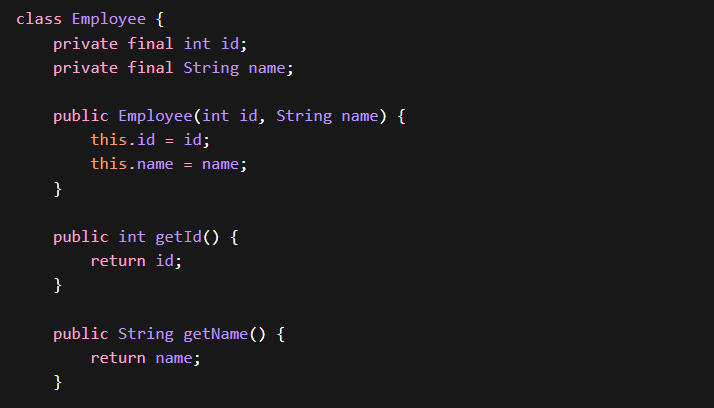 class Employee {
    private final int id;
    private final String name;

    public Employee(int id, String name) {
        this.id = id;
        this.name = name;
    }

    public int getId() {
        return id;
    }

    public String getName() {
        return name;
    }